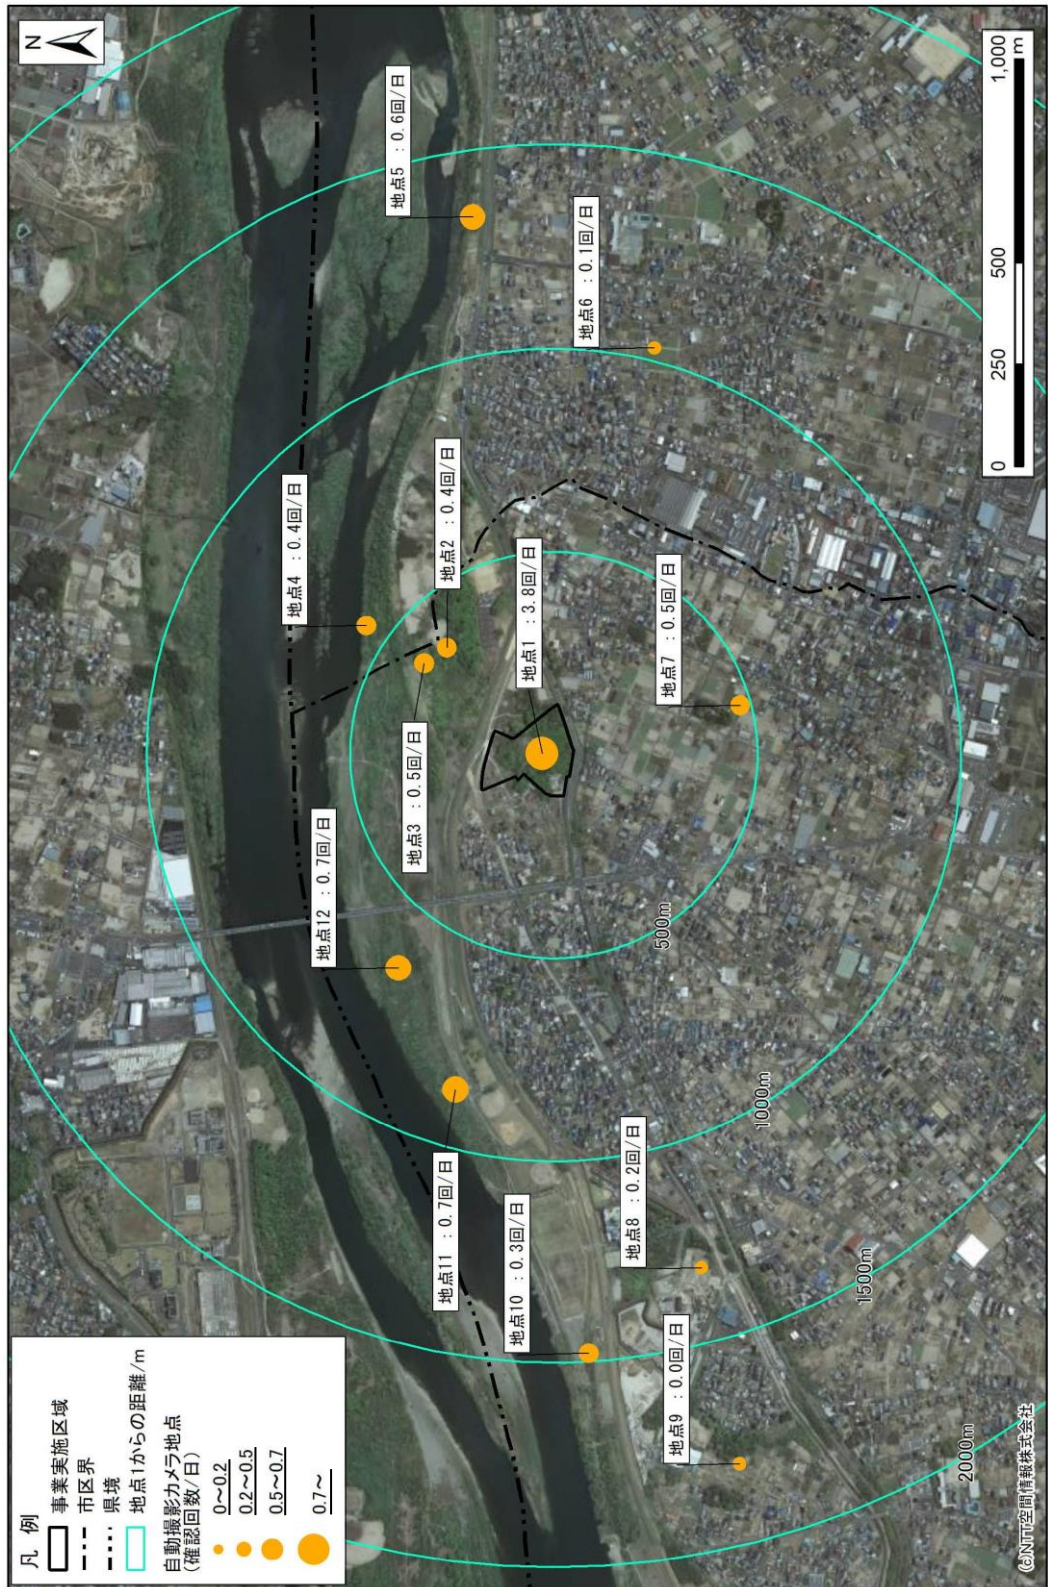 凡 例
事業実施区域
市区界
県境
地点1からの距離/m
自動撮影カメラ地点
(確認回数/日)
0～0.2
0.2～0.5
0.5～0.7
0.7～
N
地点5 ：0.6回/日
地点4 ：0.4回/日
地点12 ：0.7回/日
地点6 ：0.1回/日
地点2 ：0.4回/日
地点3 ：0.5回/日
地点11 ：0.7回/日
地点1 ：3.8回/日
地点10 ：0.3回/日
地点7 ：0.5回/日
地点8 ：0.2回/日
地点9 ：0.0回/日
500m
1000m
1500m
2000m
0 250 500 1,000
m
(c)NTT空間情報株式会社